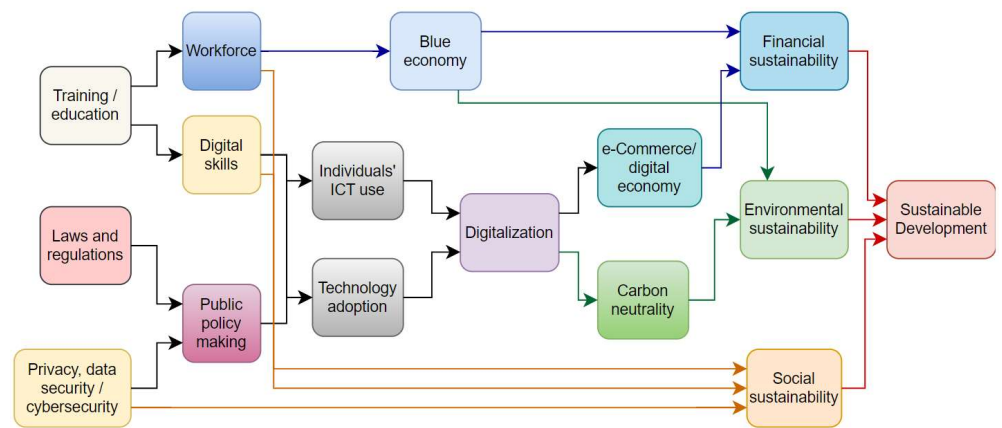 Training /
education
Workforce
Digital
skills
Laws and
regulations
Public
policy
making
Privacy, data
security /
cybersecurity
Blue
economy
Individuals'
ICT use
Technology
adoption
Digitalization
e-Commerce/
digital
economy
Carbon
neutrality
Financial
sustainability
Environmental
sustainability
Social
sustainability
Sustainable
Development